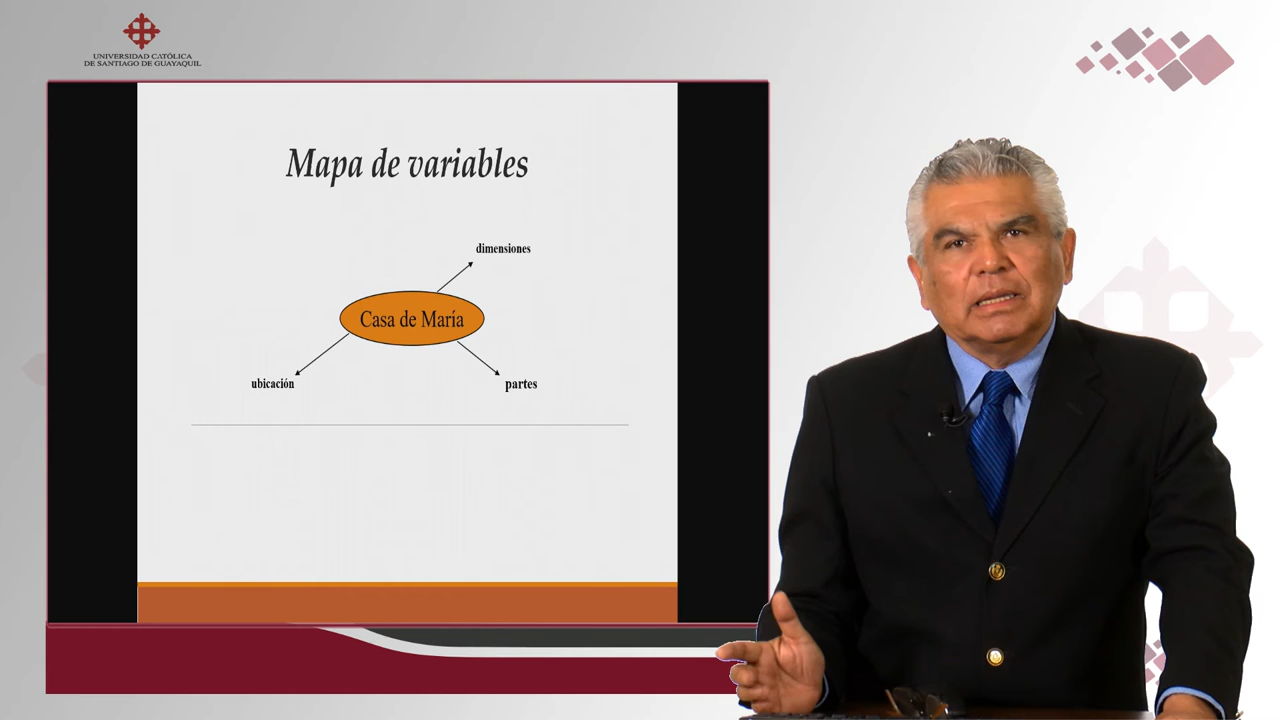 UNIVERSIDAD CATÓLICA
DE SANTIAGO DE GUAYAQUIL
Mapa de variables
dimensiones
Casa de María
ubicación
partes